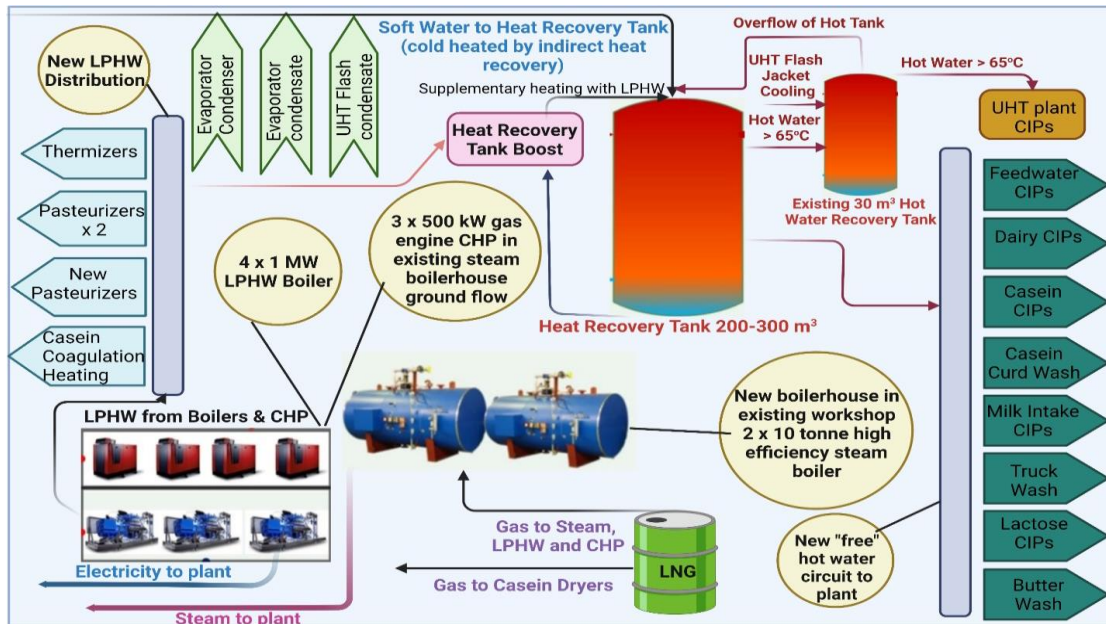 New LPHW
Distribution
Evaporator
Condenser
Evaporator
condensate
UHT Flash
condensate
Soft Water to Heat Recovery Tank
(cold heated by indirect heat
recovery)
Supplementary heating with LPHW
Overflow of Hot Tank
UHT Flash
Jacket
Cooling
Hot Water
> 65°C
Hot Water > 65°C
UHT plant
CIPs
Thermizers
Pasteurizers
x 2
New
Pasteurizers
Casein
Coagulation
Heating
Heat Recovery
Tank Boost
Existing 30 m³ Hot
Water Recovery Tank
Heat Recovery Tank 200-300 m³
4 x 1 MW
LPHW Boiler
3 x 500 kW gas
engine CHP in
existing steam
boilerhouse
ground flow
LPHW from Boilers & CHP
New boilerhouse in
existing workshop
2 x 10 tonne high
efficiency steam
boiler
Feedwater
CIPs
Dairy CIPs
Casein
CIPs
Casein
Curd Wash
Milk Intake
CIPs
Truck
Wash
Lactose
CIPs
Butter
Wash
Gas to Steam,
LPHW and CHP
Gas to Casein Dryers
LNG
New "free"
hot water
circuit to
plant
Electricity to plant
Steam to plant